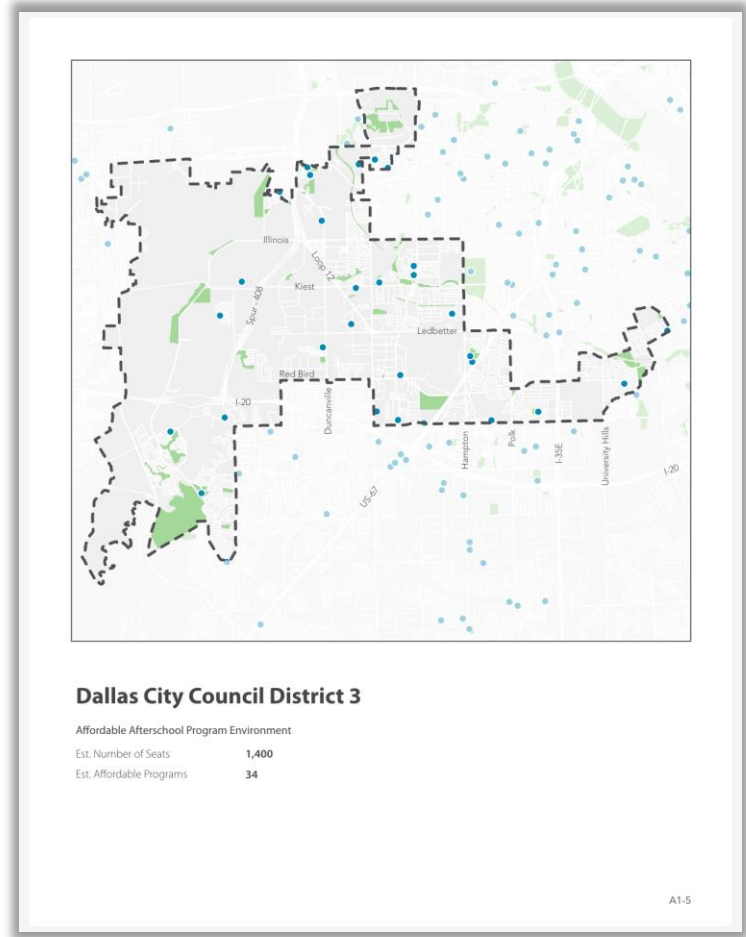 Illinois
Loop 12
Kiest
Spur - 408
Ledbetter
Red Bird
I-20
Duncanville
Hampton
Polk
I-35E
University Hills
I-20
US-67
Dallas City Council District 3
Affordable Afterschool Program Environment
Est. Number of Seats 1,400
Est. Affordable Programs 34
A1-5